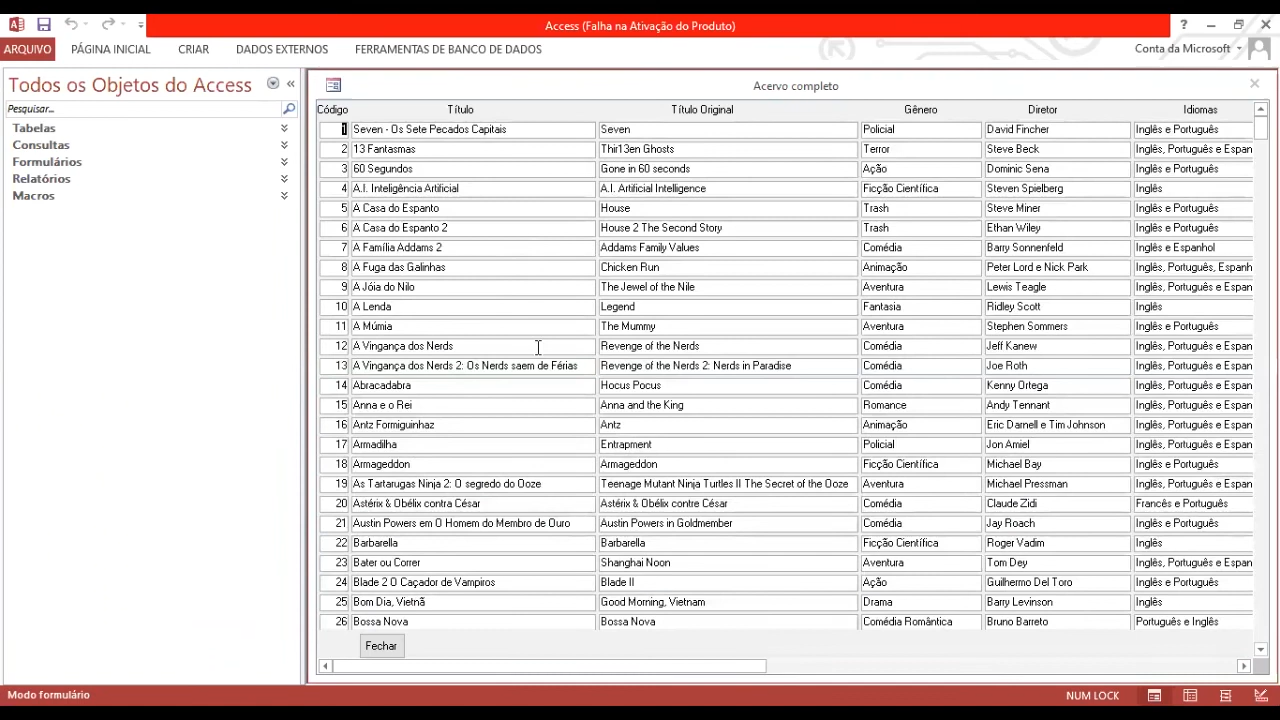 Access (Falha na Ativação do Produto)
ARQUIVO PÁGINA INICIAL CRIAR DADOS EXTERNOS FERRAMENTAS DE BANCO DE DADOS Conta da Microsoft
Todos os Objetos do Access «
Pesquisar...
Tabelas
Consultas
Formulários
Relatórios
Macros
Acervo completo
Código Título Título Original Gênero Diretor Idiomas
1 Seven - Os Sete Pecados Capitais Seven Policial David Fincher Inglês e Português
2 13 Fantasmas Thir13en Ghosts Terror Steve Beck Inglês, Português e Espan
3 60 Segundos Gone in 60 seconds Ação Dominic Sena Inglês e Português
4 A.I. Inteligência Artificial A.I. Artificial Intelligence Ficção Científica Steven Spielberg Inglês
5 A Casa do Espanto House Trash Steve Miner Inglês e Português
6 A Casa do Espanto 2 House 2 The Second Story Trash Ethan Wiley Inglês e Português
7 A Família Addams 2 Addams Family Values Comédia Barry Sonnenfeld Inglês e Espanhol
8 A Fuga das Galinhas Chicken Run Animação Peter Lord e Nick Park Inglês, Português, Espanh
9 A Jóia do Nilo The Jewel of the Nile Aventura Lewis Teagle Inglês, Português e Espan
10 A Lenda Legend Fantasia Ridley Scott Inglês
11 A Múmia The Mummy Aventura Stephen Sommers Inglês, Português e Espan
12 A Vingança dos Nerds Revenge of the Nerds Comédia Jeff Kanew Inglês, Português e Espan
13 A Vingança dos Nerds 2: Os Nerds saem de Férias Revenge of the Nerds 2: Nerds in Paradise Comédia Joe Roth Inglês, Português e Espan
14 Abracadabra Hocus Pocus Comédia Kenny Ortega Inglês, Português e Espan
15 Anna e o Rei Anna and the King Romance Andy Tennant Inglês, Português e Espan
16 Antz Formiguinhaz Antz Animação Eric Darnell e Tim Johnson Inglês, Português e Espan
17 Armadilha Entrapment Policial Jon Amiel Inglês, Português e Espan
18 Armageddon Armageddon Ficção Científica Michael Bay Inglês, Português e Espan
19 As Tartarugas Ninja 2: O segredo do Ooze Teenage Mutant Ninja Turtles II The Secret of the Ooze Aventura Michael Pressman Inglês, Português e Espan
20 Astérix & Obélix contra César Astérix & Obélix contre César Comédia Claude Zidi Francês e Português
21 Austin Powers em O Homem do Membro de Ouro Austin Powers in Goldmember Comédia Jay Roach Inglês, Português e Espan
22 Barbarella Barbarella Ficção Científica Roger Vadim Inglês
23 Bater ou Correr Shanghai Noon Aventura Tom Dey Inglês, Português e Espan
24 Blade 2 O Caçador de Vampiros Blade II Ação Guilhermo Del Toro Inglês e Português
25 Bom Dia, Vietnã Good Morning, Vietnam Drama Barry Levinson Inglês
26 Bossa Nova Bossa Nova Comédia Romântica Bruno Barreto Português e Inglês
Fechar
Modo formulário NUM LOCK